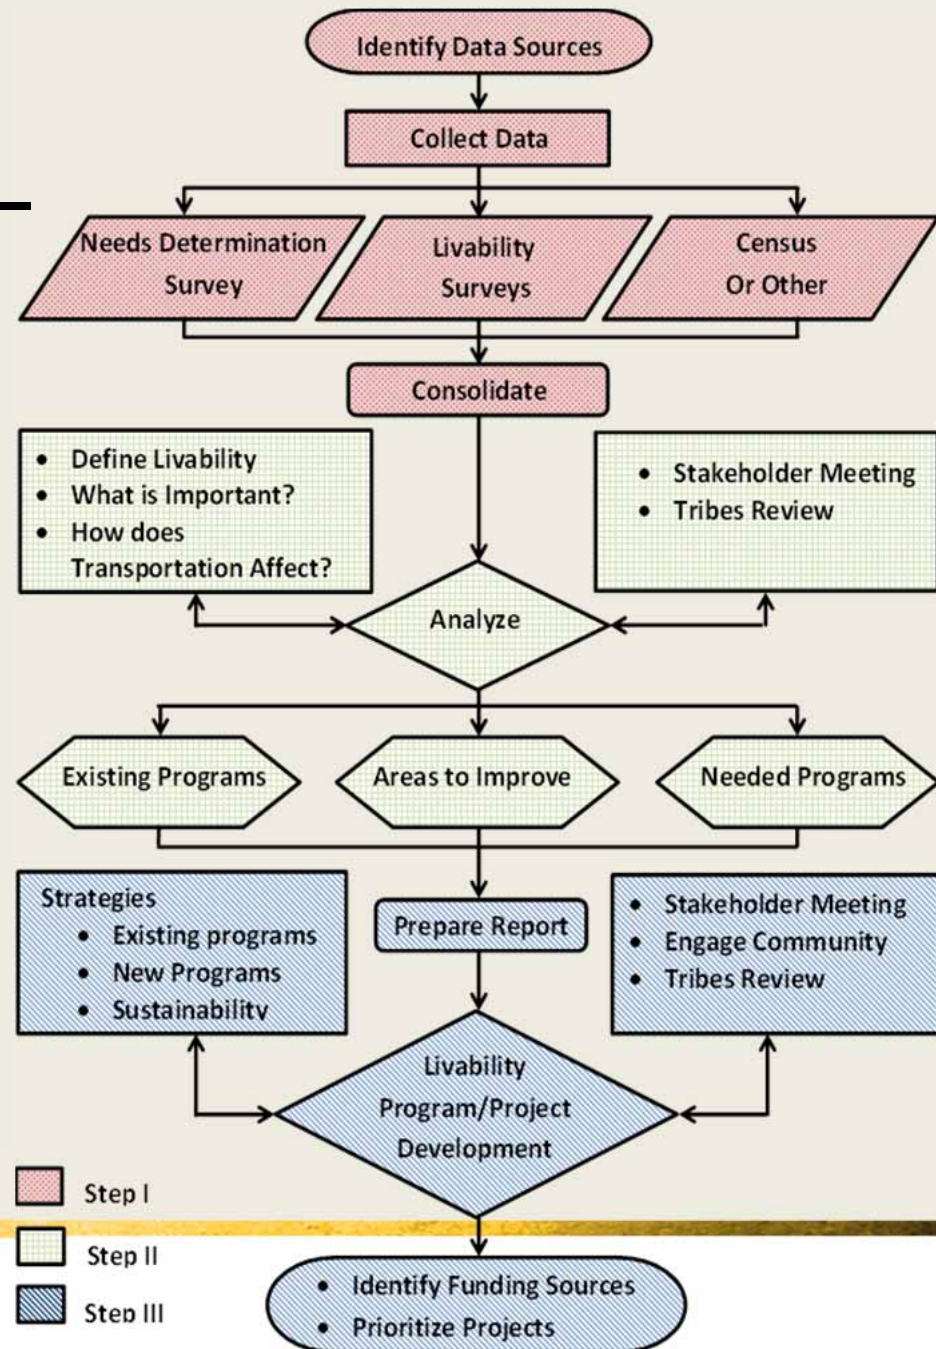 Identify Data Sources
Collect Data
Needs Determination
Survey
Livability
Surveys
Census
Or Other
Consolidate
• Define Livability
• What is Important?
• How does
Transportation Affect?
• Stakeholder Meeting
• Tribes Review
Analyze
Existing Programs
Areas to Improve
Needed Programs
Strategies
• Existing programs
• New Programs
• Sustainability
Prepare Report
• Stakeholder Meeting
• Engage Community
• Tribes Review
Livability
Program/Project
Development
Step I
Step II
Step III
• Identify Funding Sources
• Prioritize Projects